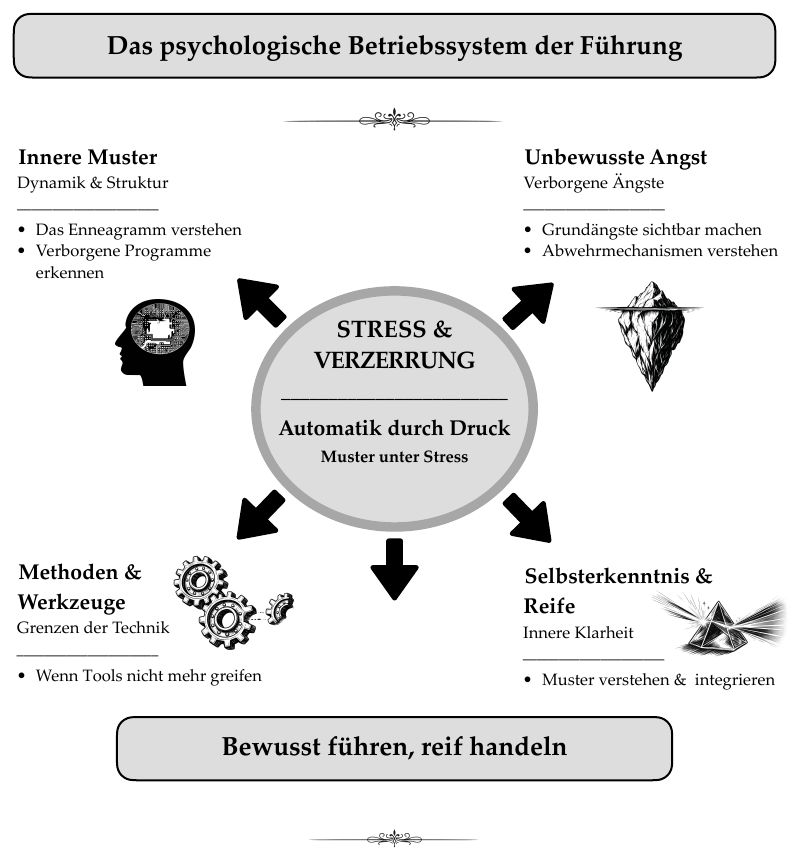 Das psychologische Betriebssystem der Führung
Innere Muster
Dynamik & Struktur
• Das Enneagramm verstehen
• Verborgene Programme
erkennen
Unbewusste Angst
Verborgene Ängste
• Grundängste sichtbar machen
• Abwehrmechanismen verstehen
STRESS &
VERZERRUNG
Automatik durch Druck
Muster unter Stress
Methoden &
Werkzeuge
Grenzen der Technik
• Wenn Tools nicht mehr greifen
Selbsterkenntnis &
Reife
Innere Klarheit
• Muster verstehen & integrieren
Bewusst führen, reif handeln